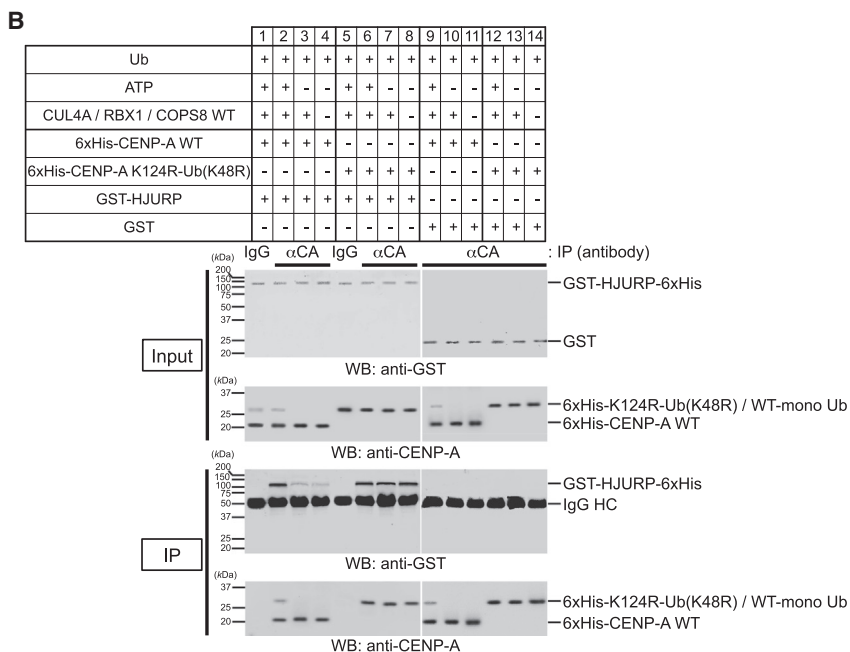 B
1 2 3 4 5 6 7 8 9 10 11 12 13 14
Ub + + + + + + + + + + + + + +
ATP + + - - + + - - + - - + - -
CUL4A / RBX1 / COPS8 WT + + + - + + + - + + - + + -
6xHis-CENP-A WT + + + + - - - - + + + - - -
6xHis-CENP-A K124R-Ub(K48R) - - - - + + + + - - - + + +
GST-HJURP + + + + + + + + - - - - - -
GST - - - - - - - - + + + + + +
IgG αCA IgG αCA αCA : IP (antibody)
(kDa)
200
150
100
75
50
37
25
20
GST-HJURP-6xHis
GST
Input
WB: anti-GST
(kDa)
37
25
20
6xHis-K124R-Ub(K48R) / WT-mono Ub
6xHis-CENP-A WT
WB: anti-CENP-A
(kDa)
200
150
100
75
50
37
25
20
GST-HJURP-6xHis
IgG HC
IP
WB: anti-GST
(kDa)
37
25
20
6xHis-K124R-Ub(K48R) / WT-mono Ub
6xHis-CENP-A WT
WB: anti-CENP-A